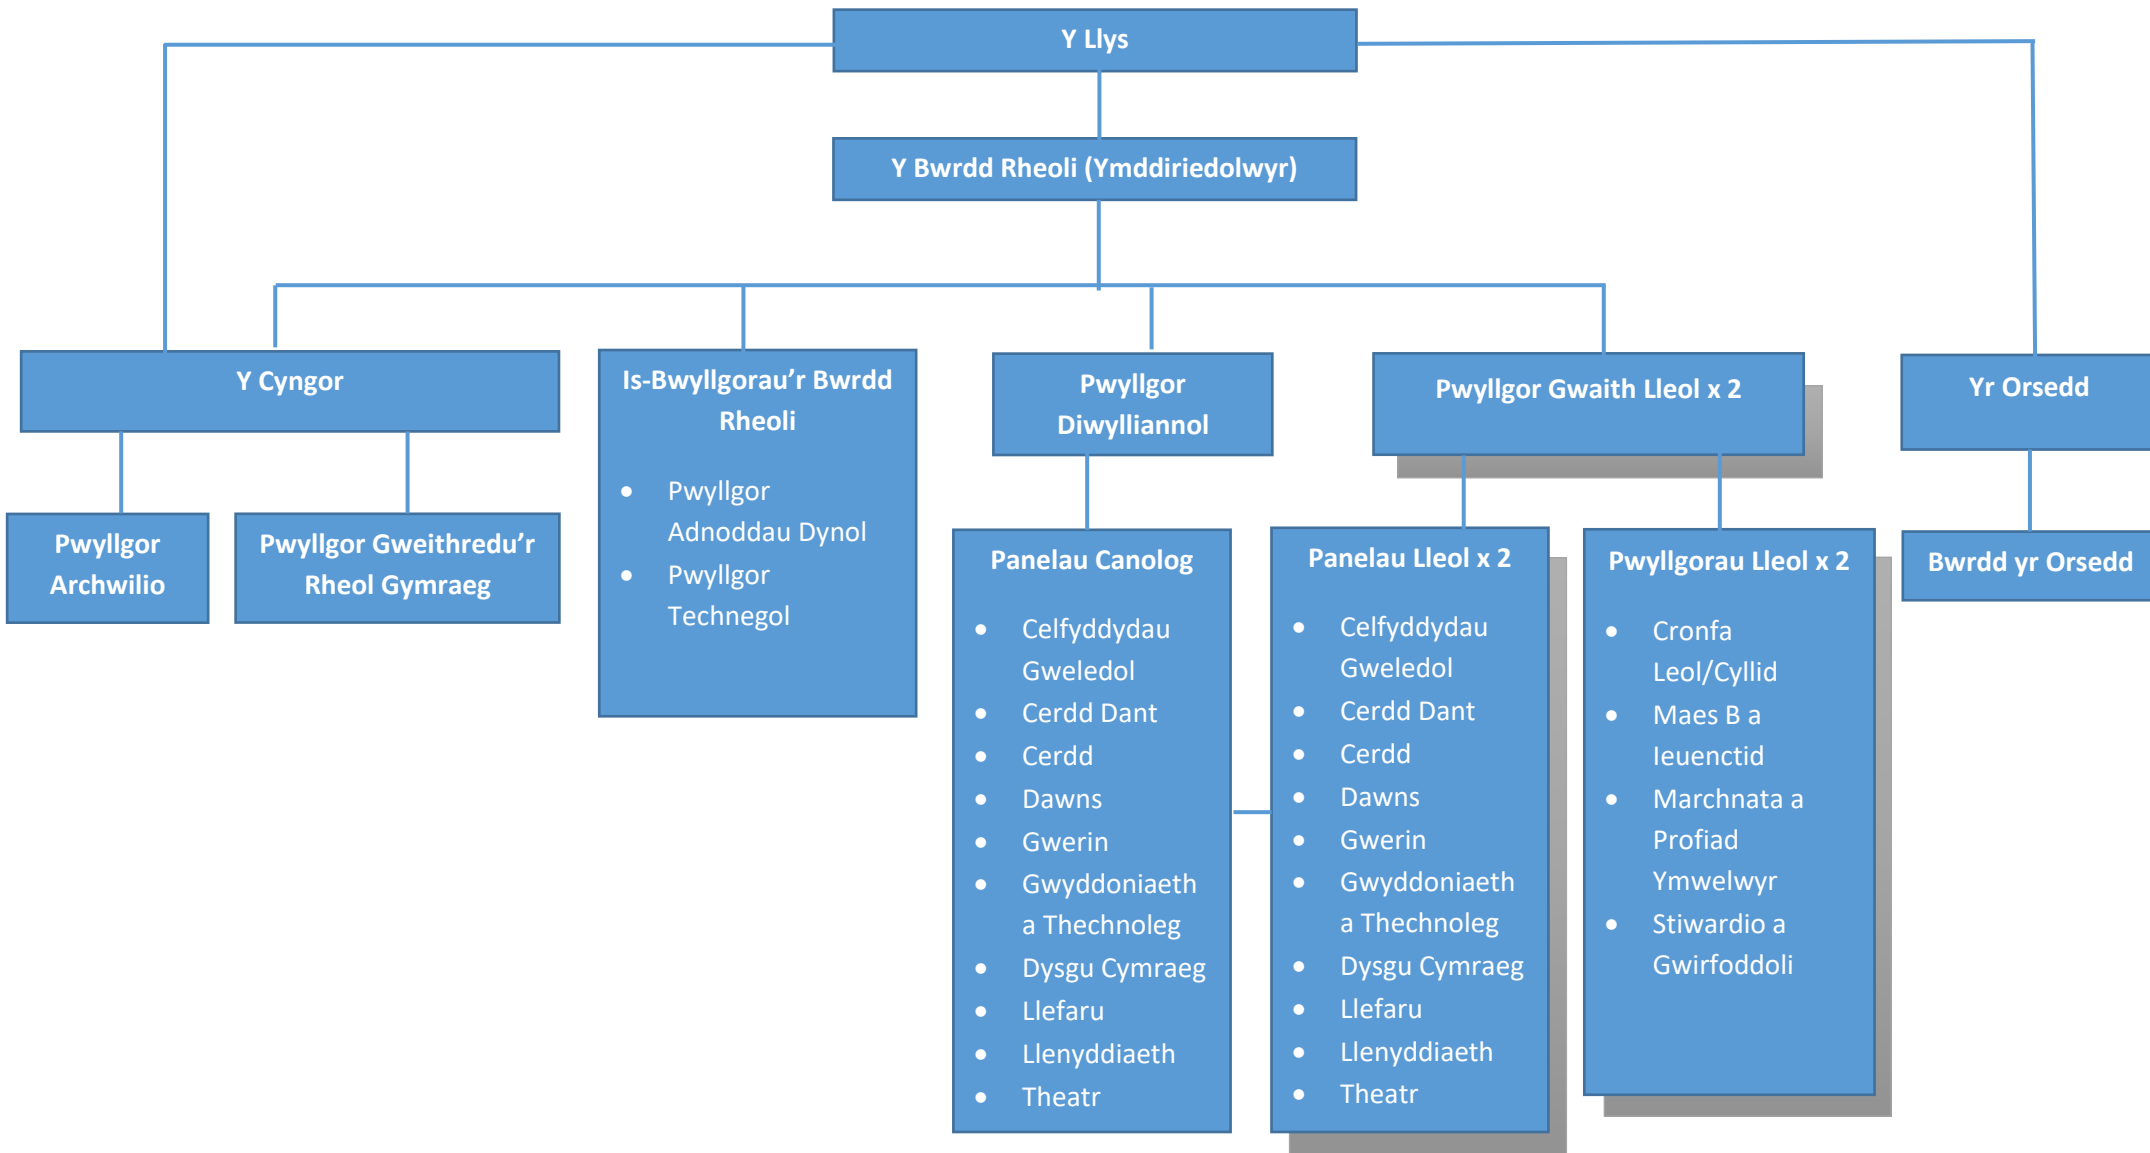 Y Llys
Y Bwrdd Rheoli (Ymddiriedolwyr)
Y Cyngor
Is-Bwyllgorau’r Bwrdd
Rheoli
• Pwyllgor
Adnoddau Dynol
• Pwyllgor
Technegol
Pwyllgor
Diwylliannol
Pwyllgor Gwaith Lleol x 2
Yr Orsedd
Pwyllgor
Archwilio
Pwyllgor Gweithredu’r
Rheol Gymraeg
Panelau Canolog
• Celfyddydau
Gweledol
• Cerdd Dant
• Cerdd
• Dawns
• Gwerin
• Gwyddoniaeth
a Thechnoleg
• Dysgu Cymraeg
• Llefaru
• Llenyddiaeth
• Theatr
Panelau Lleol x 2
• Celfyddydau
Gweledol
• Cerdd Dant
• Cerdd
• Dawns
• Gwerin
• Gwyddoniaeth
a Thechnoleg
• Dysgu Cymraeg
• Llefaru
• Llenyddiaeth
• Theatr
Pwyllgorau Lleol x 2
• Cronfa
Leol/Cyllid
• Maes B a
Ieuenctid
• Marchnata a
Profiad
Ymwelwyr
• Stiwardio a
Gwirfoddoli
Bwrdd yr Orsedd